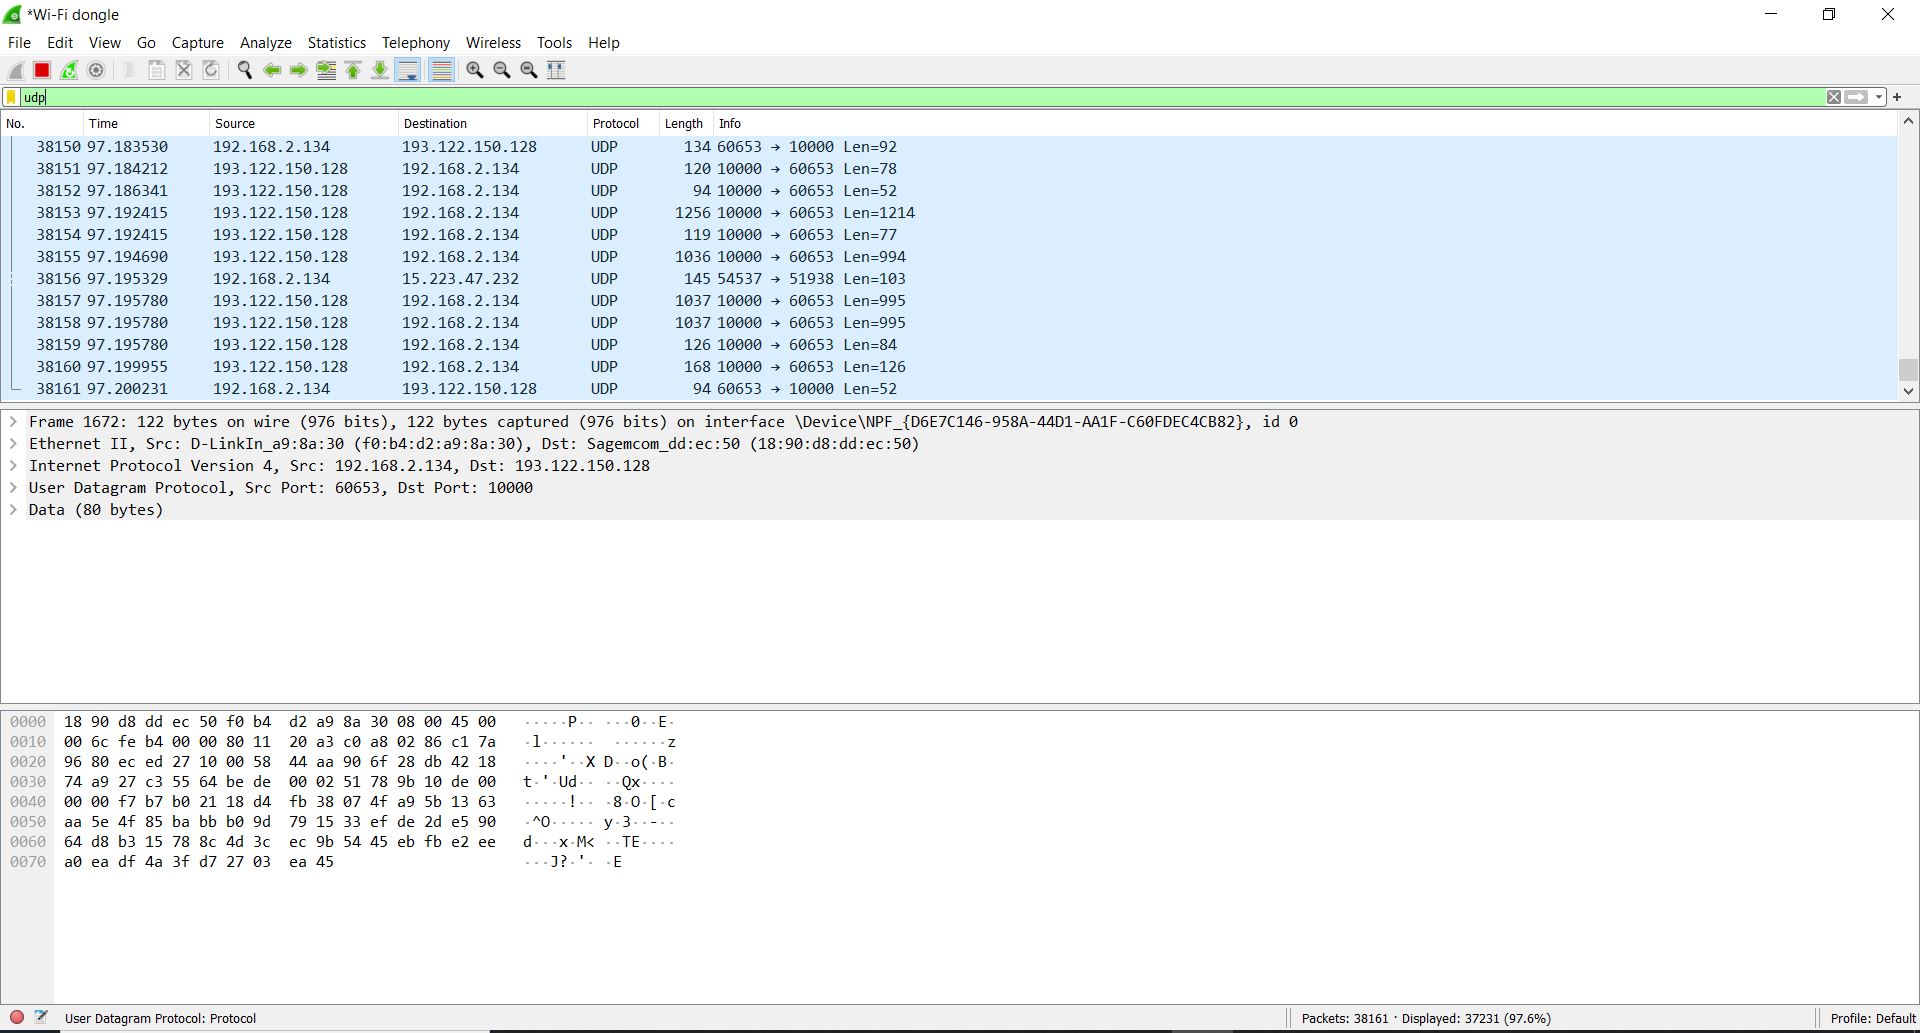 *Wi-Fi dongle
File Edit View Go Capture Analyze Statistics Telephony Wireless Tools Help
udp
No. Time Source Destination Protocol Length Info
38150 97.183530 192.168.2.134 193.122.150.128 UDP 134 60653 → 10000 Len=92
38151 97.184212 193.122.150.128 192.168.2.134 UDP 120 10000 → 60653 Len=78
38152 97.186341 193.122.150.128 192.168.2.134 UDP 94 10000 → 60653 Len=52
38153 97.192415 193.122.150.128 192.168.2.134 UDP 1256 10000 → 60653 Len=1214
38154 97.192415 193.122.150.128 192.168.2.134 UDP 119 10000 → 60653 Len=77
38155 97.194690 193.122.150.128 192.168.2.134 UDP 1036 10000 → 60653 Len=994
38156 97.195329 192.168.2.134 15.223.47.232 UDP 145 54537 → 51938 Len=103
38157 97.195780 193.122.150.128 192.168.2.134 UDP 1037 10000 → 60653 Len=995
38158 97.195780 193.122.150.128 192.168.2.134 UDP 1037 10000 → 60653 Len=995
38159 97.195780 193.122.150.128 192.168.2.134 UDP 126 10000 → 60653 Len=84
38160 97.199955 193.122.150.128 192.168.2.134 UDP 168 10000 → 60653 Len=126
38161 97.200231 192.168.2.134 193.122.150.128 UDP 94 60653 → 10000 Len=52
Frame 1672: 122 bytes on wire (976 bits), 122 bytes captured (976 bits) on interface \Device\NPF_{D6E7C146-958A-44D1-AA1F-C60FDEC4CB82}, id 0
Ethernet II, Src: D-LinkIn_a9:8a:30 (f0:b4:d2:a9:8a:30), Dst: Sagemcom_dd:ec:50 (18:90:d8:dd:ec:50)
Internet Protocol Version 4, Src: 192.168.2.134, Dst: 193.122.150.128
User Datagram Protocol, Src Port: 60653, Dst Port: 10000
Data (80 bytes)
0000 18 90 d8 dd ec 50 f0 b4 d2 a9 8a 30 08 00 45 00 ·····P·· ···0··E·
0010 00 6c fe b4 00 00 80 11 20 a3 c0 a8 02 86 c1 7a ·l······ ·······z
0020 96 80 ec ed 27 10 00 58 44 aa 90 6f 28 db 42 18 ····'··X D··o(·B·
0030 74 a9 27 c3 55 64 be de 00 02 51 78 9b 10 de 00 t·'·Ud·· ··Qx····
0040 00 00 f7 b7 b0 21 18 d4 fb 38 07 4f a9 5b 13 63 ·····!·· ·8·O·[·c
0050 aa 5e 4f 85 ba bb b0 9d 79 15 33 ef de 2d e5 90 ·^O····· y·3··-··
0060 64 d8 b3 15 78 8c 4d 3c ec 9b 54 45 eb fb e2 ee d···x·M< ··TE····
0070 a0 ea df 4a 3f d7 27 03 ea 45 ···J?·'· ·E
User Datagram Protocol: Protocol Packets: 38161 · Displayed: 37231 (97.6%) Profile: Default